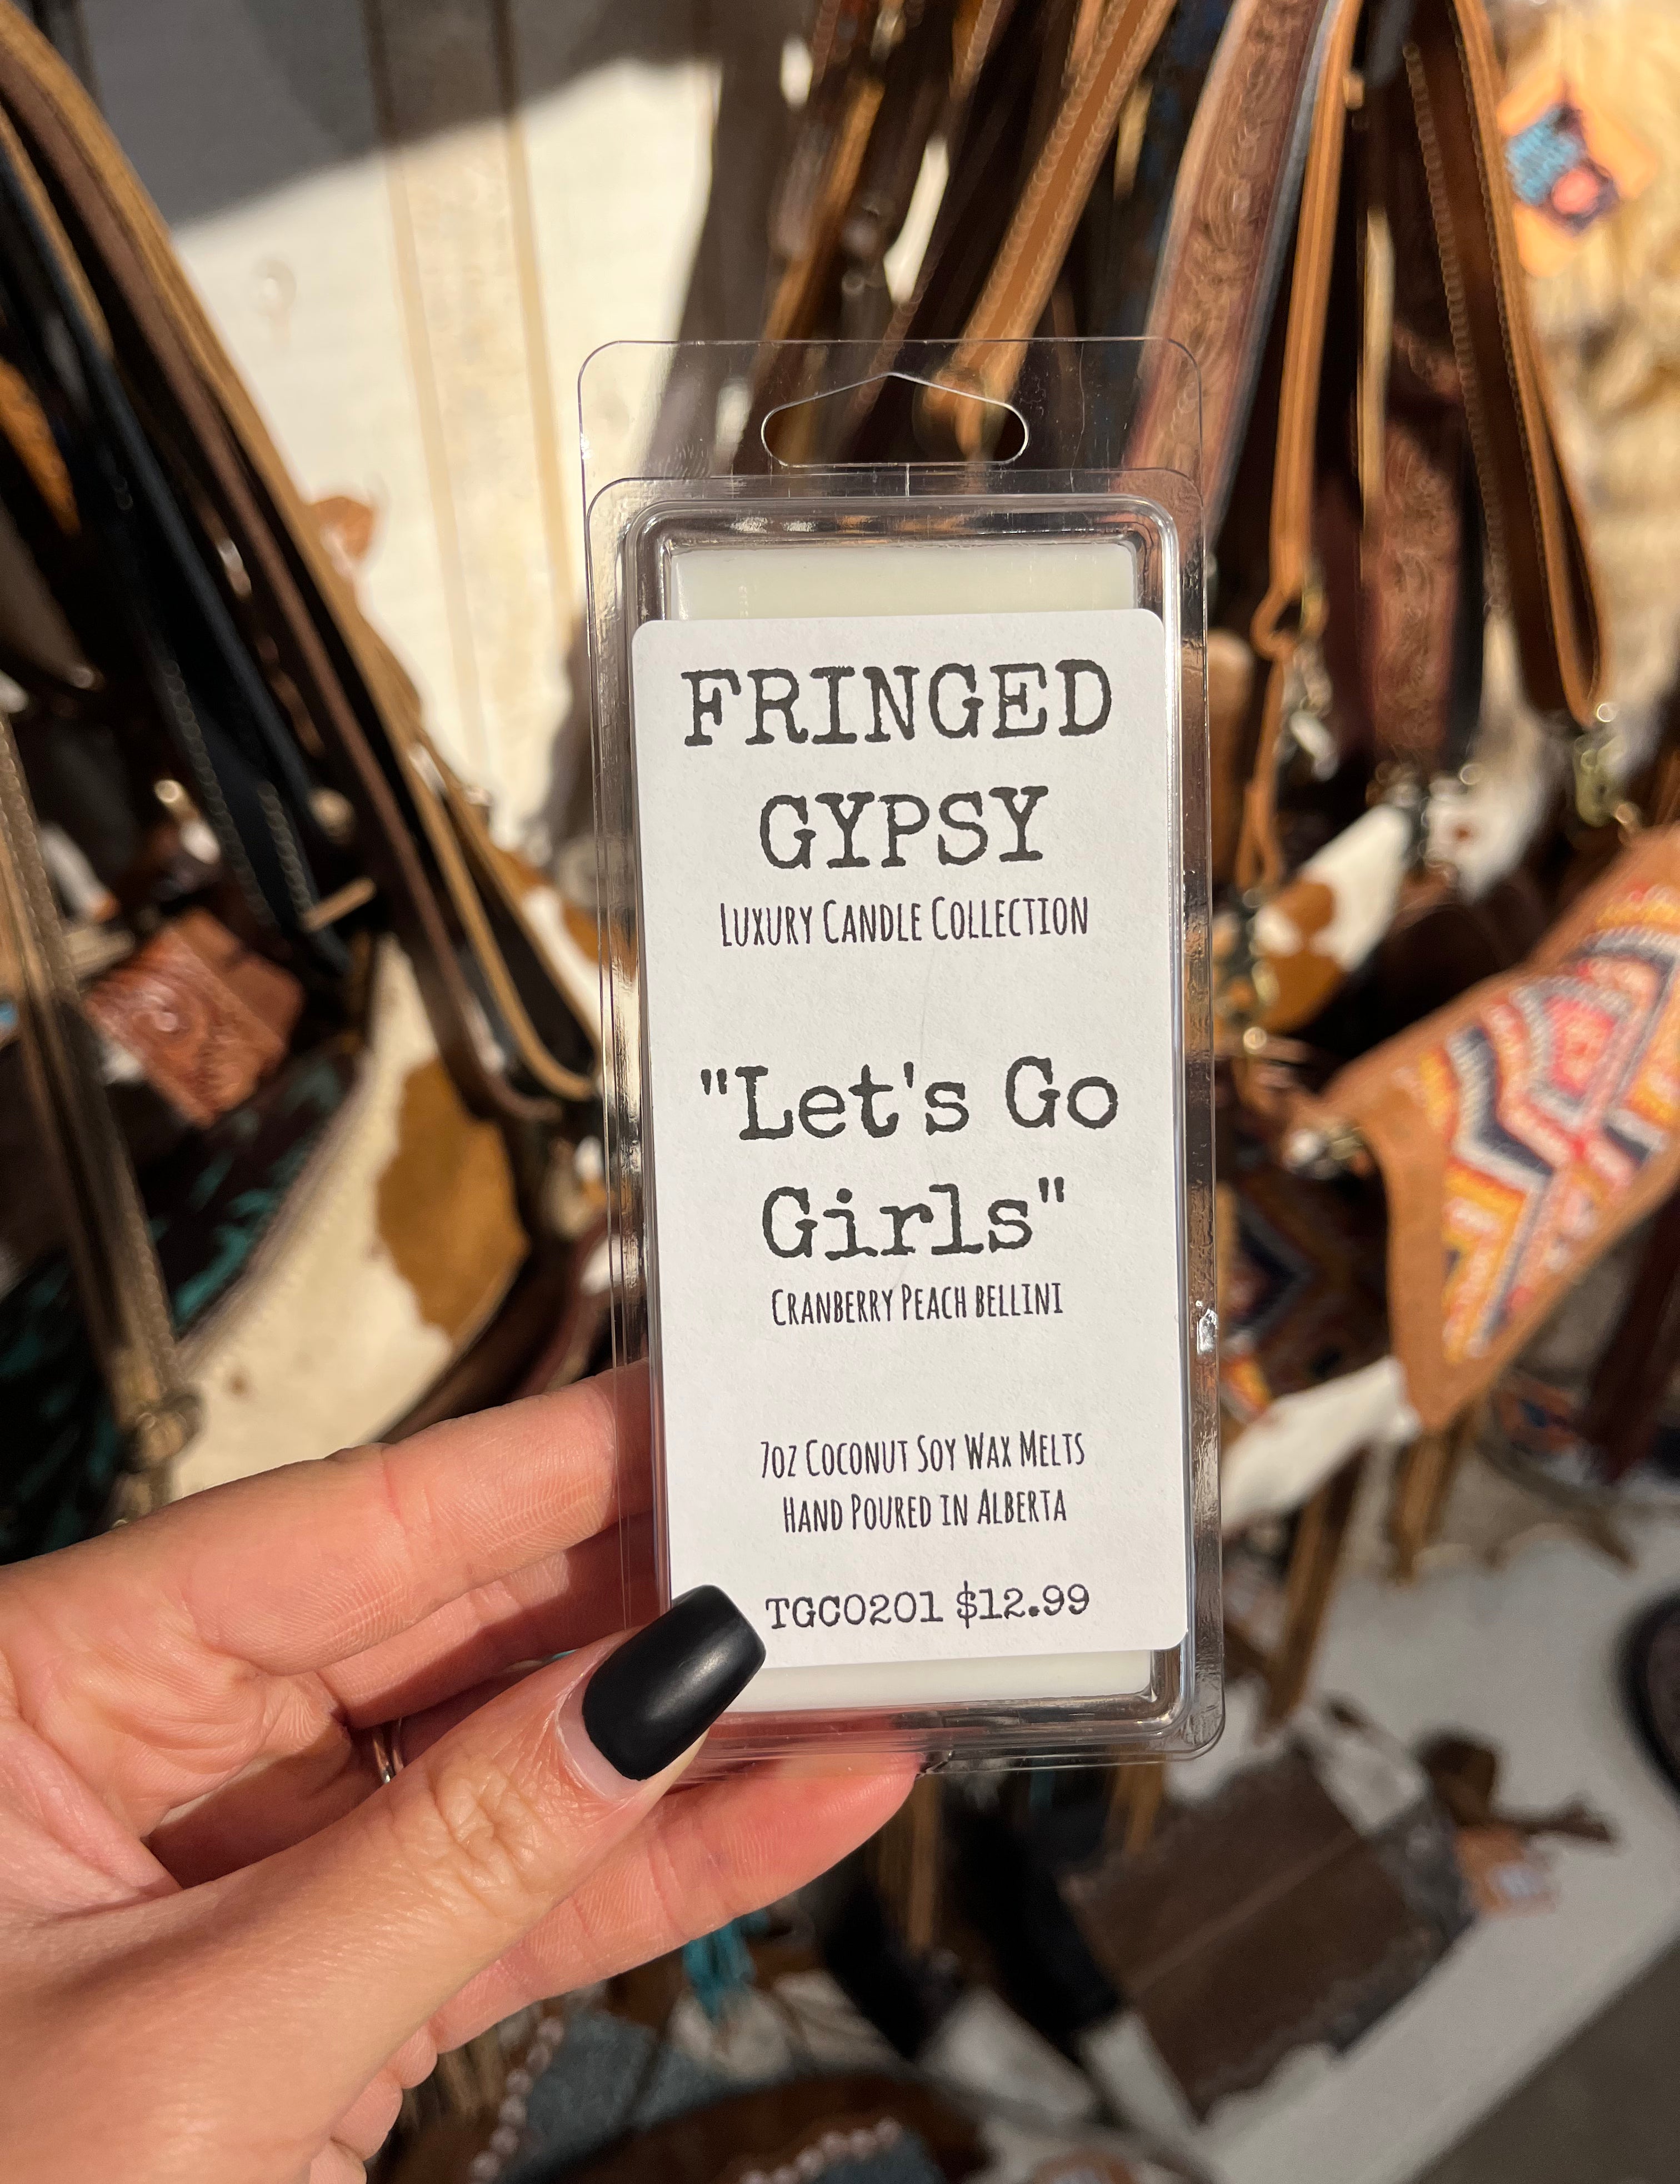 FRINGED
GYPSY
LUXURY CANDLE COLLECTION
"Let's Go
Girls"
CRANBERRY PEACH BELLINI
7OZ COCONUT SOY WAX MELTS
HAND POURED IN ALBERTA
TGC0201 $12.99